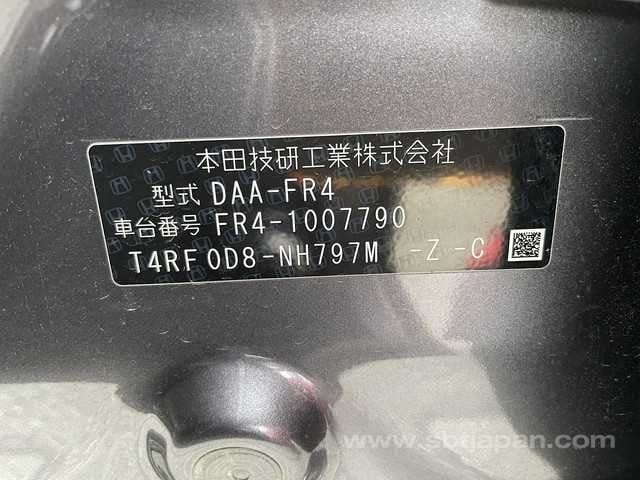 本田技研工業株式会社
型式 DAA-FR4
車台番号 FR4-1007790
T4RF0D8-NH797M -Z -C
www.sbtjapan.com